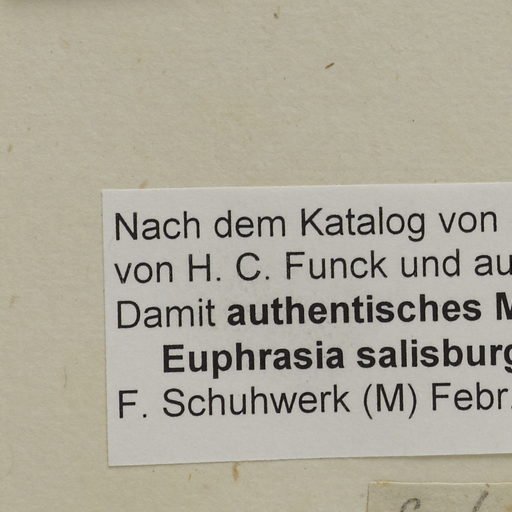 Nach dem Katalog von
von H. C. Funck und au
Damit authentisches M
Euphrasia salisburg
F. Schuhwerk (M) Febr.